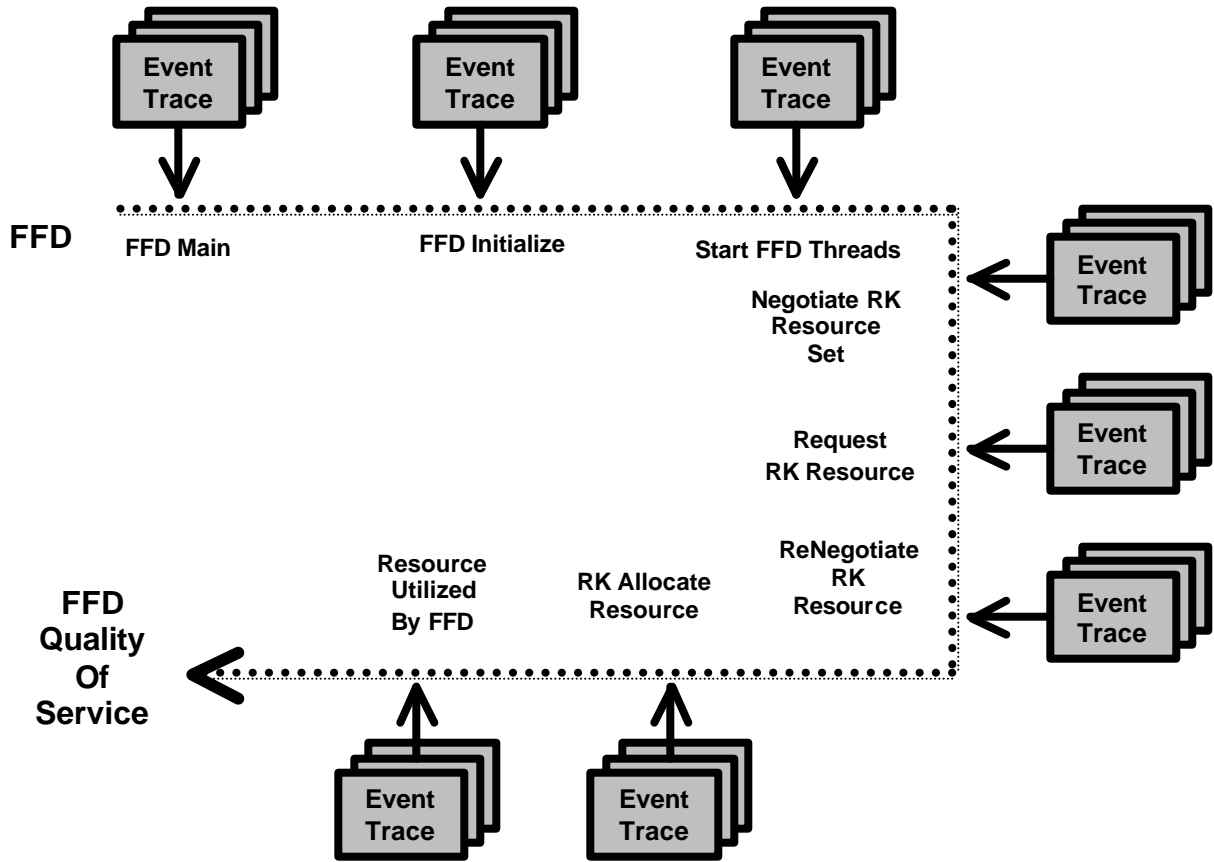 Event
Trace
Event
Trace
Event
Trace
FFD
FFD Main
FFD Initialize
Start FFD Threads
Event
Trace
Negotiate RK
Resource
Set
Request
RK Resource
Event
Trace
ReNegotiate
RK
Resource
Event
Trace
RK Allocate
Resource
Resource
Utilized
By FFD
FFD
Quality
Of
Service
Event
Trace
Event
Trace